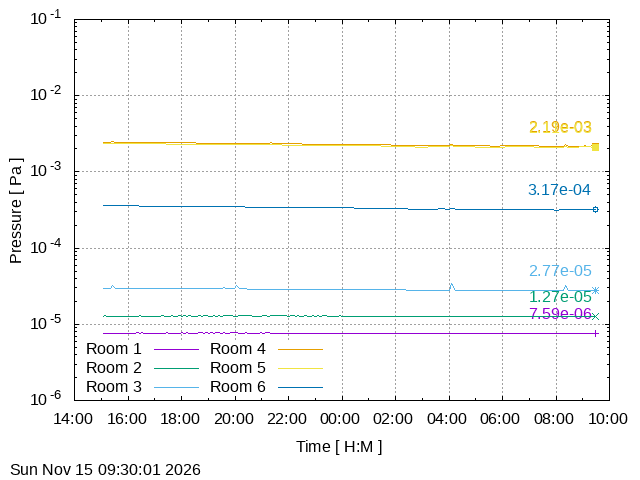 10^-1
10^-2
10^-3
10^-4
10^-5
10^-6
Pressure [ Pa ]
2.19e-03
3.17e-04
2.77e-05
1.27e-05
7.59e-06
Room 1 Room 4
Room 2 Room 5
Room 3 Room 6
14:00 16:00 18:00 20:00 22:00 00:00 02:00 04:00 06:00 08:00 10:00
Time [ H:M ]
Sun Nov 15 09:30:01 2026